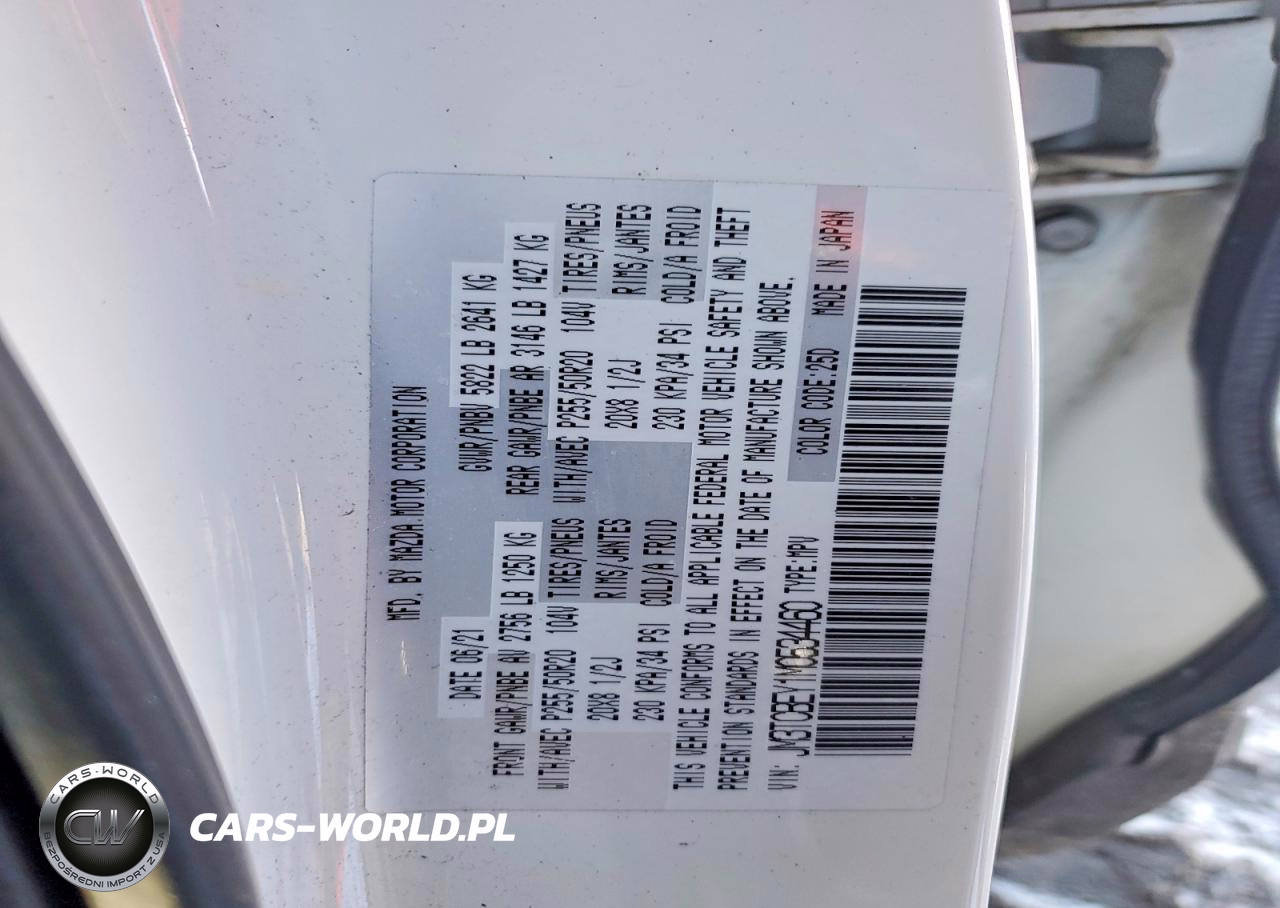 MFD. BY MAZDA MOTOR CORPORATION
DATE 06/21
GVWR/PNBV 5822 LB 2641 KG
FRONT GAWR/PNBE AV 2756 LB 1250 KG
REAR GAWR/PNBE AR 3146 LB 1427 KG
WITH/AVEC P255/50R20 104V TIRES/PNEUS
WITH/AVEC P255/50R20 104V TIRES/PNEUS
20X8 1/2J RIMS/JANTES
20X8 1/2J RIMS/JANTES
230 KPA/34 PSI COLD/A FROID
230 KPA/34 PSI COLD/A FROID
THIS VEHICLE CONFORMS TO ALL APPLICABLE FEDERAL MOTOR VEHICLE SAFETY AND THEFT
PREVENTION STANDARDS IN EFFECT ON THE DATE OF MANUFACTURE SHOWN ABOVE.
VIN: TYPE:MPV
COLOR CODE:25D MADE IN JAPAN
CARS-WORLD
CW
BEZPOŚREDNI IMPORT Z USA
CARS-WORLD.PL